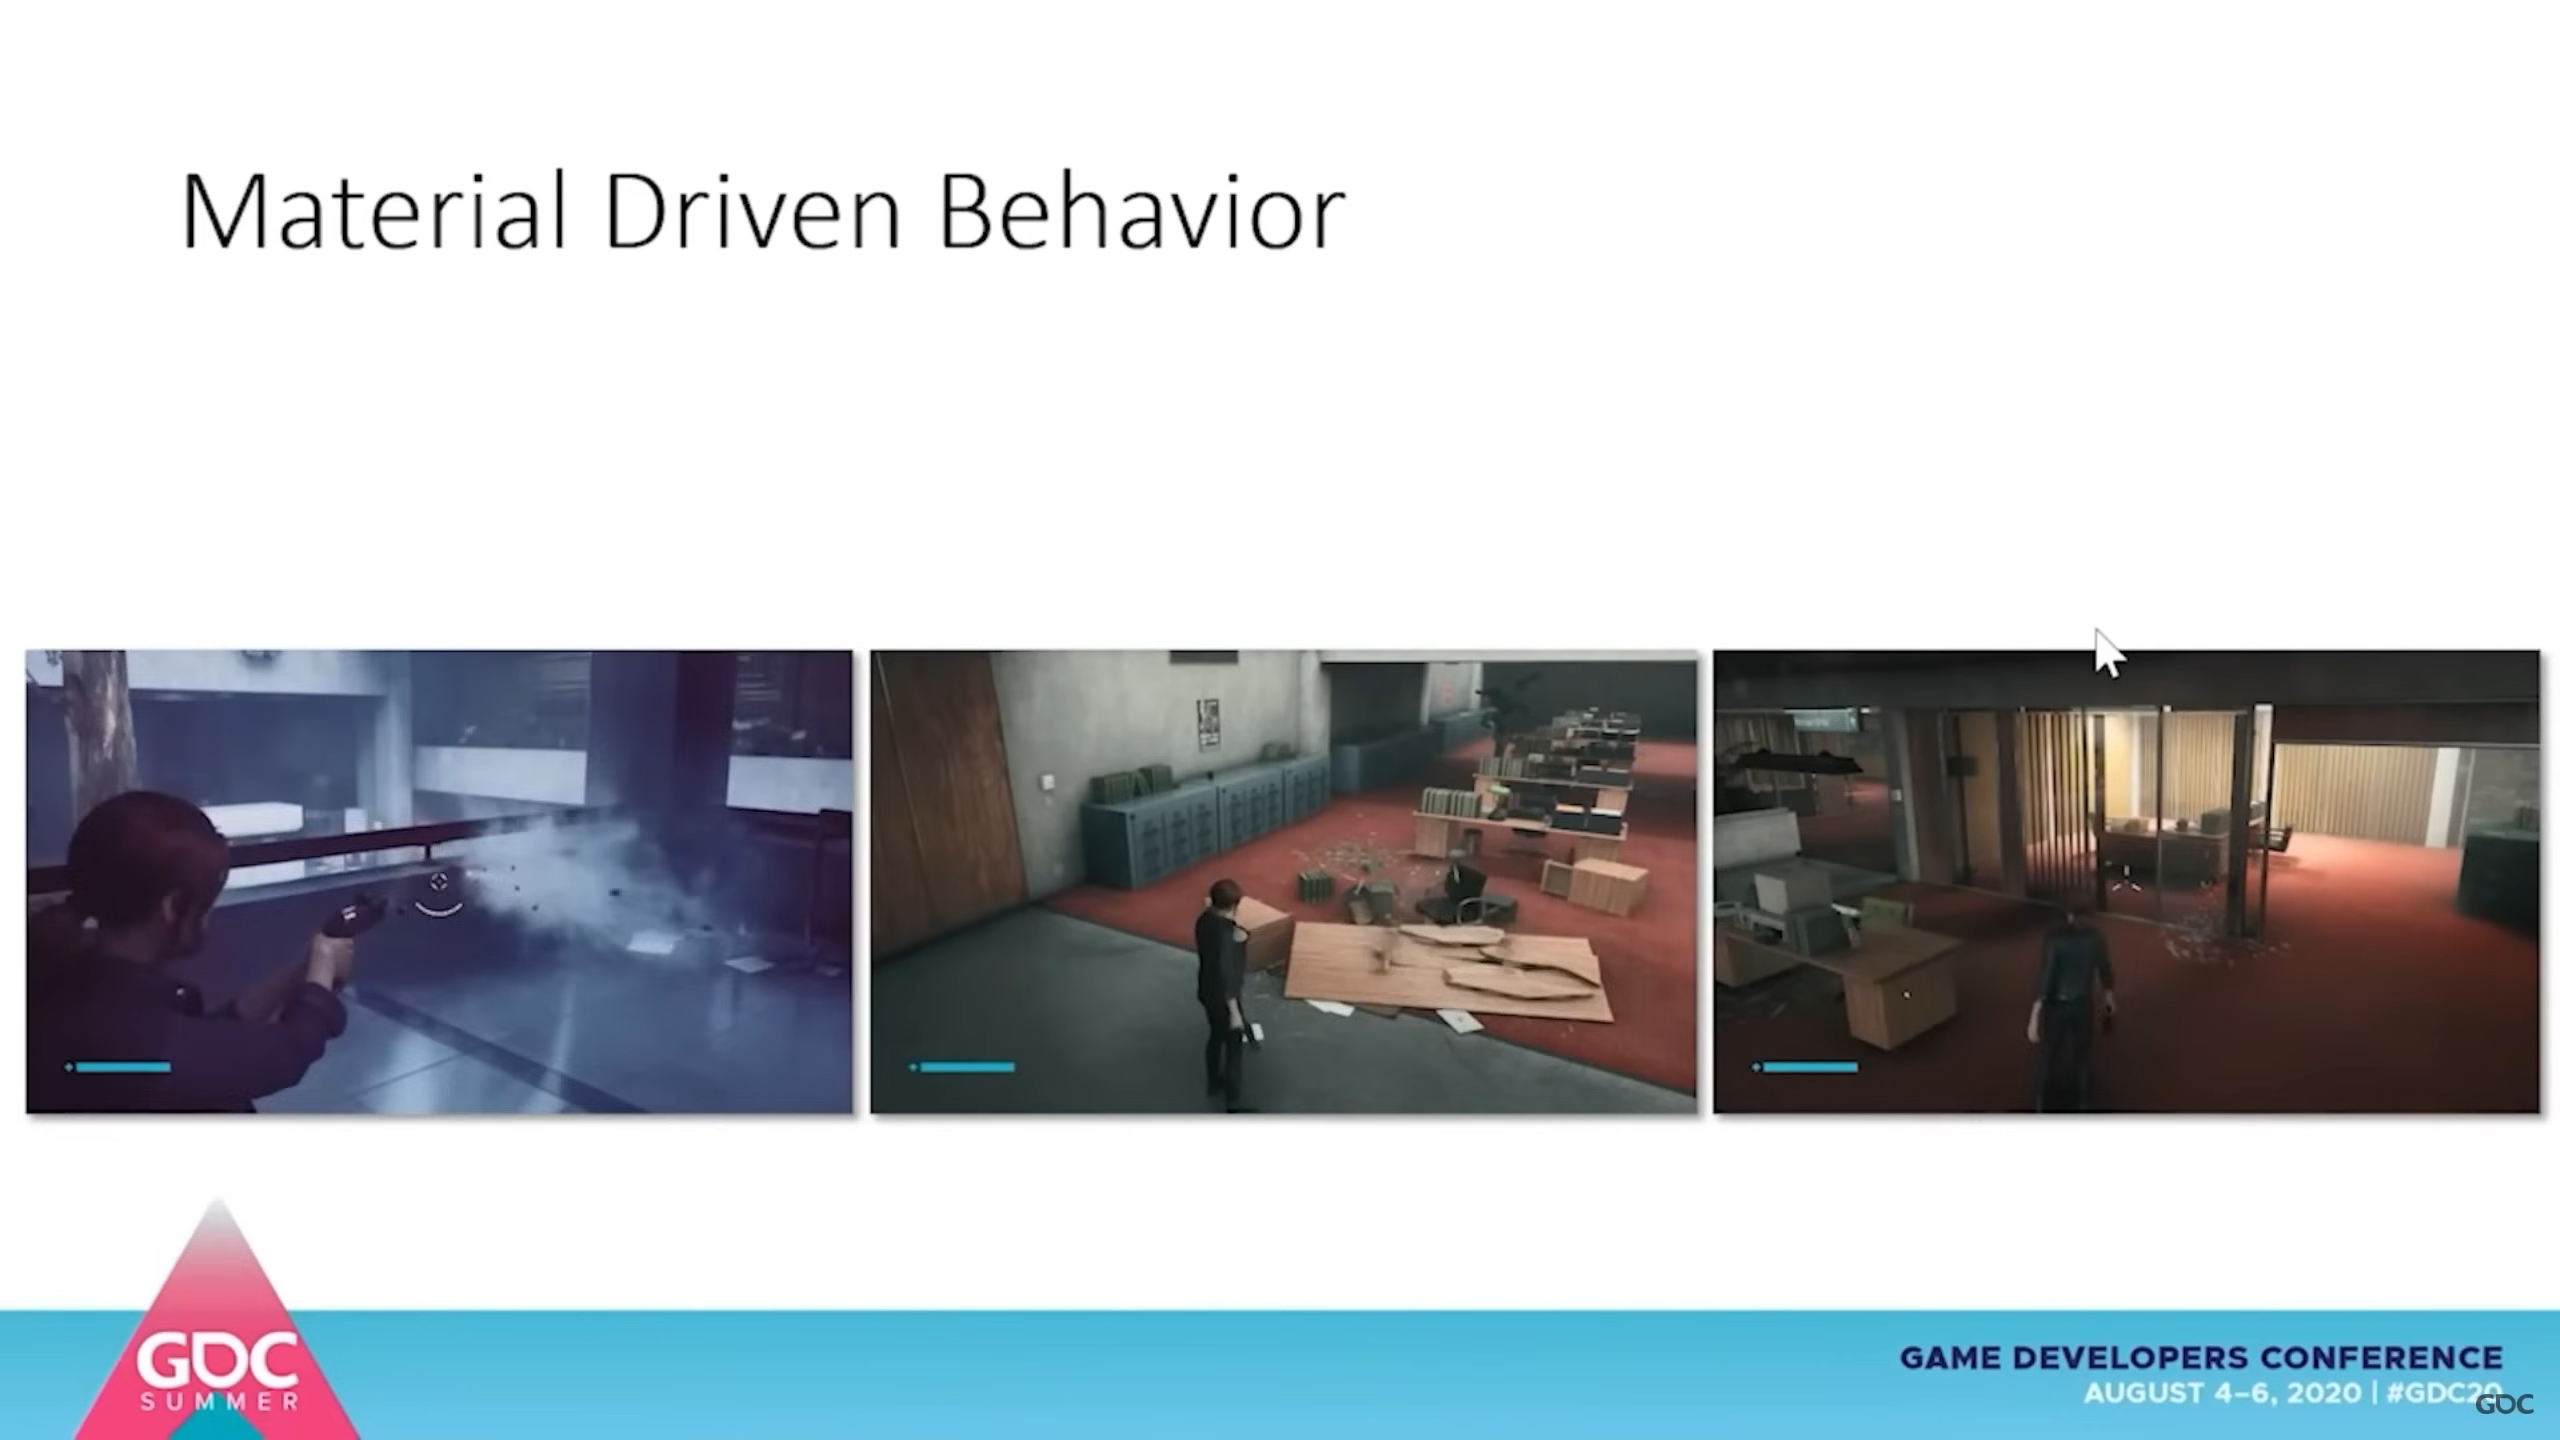 Material Driven Behavior
GDC
SUMMER
GAME DEVELOPERS CONFERENCE
AUGUST 4–6, 2020 | #GDC20
GDC